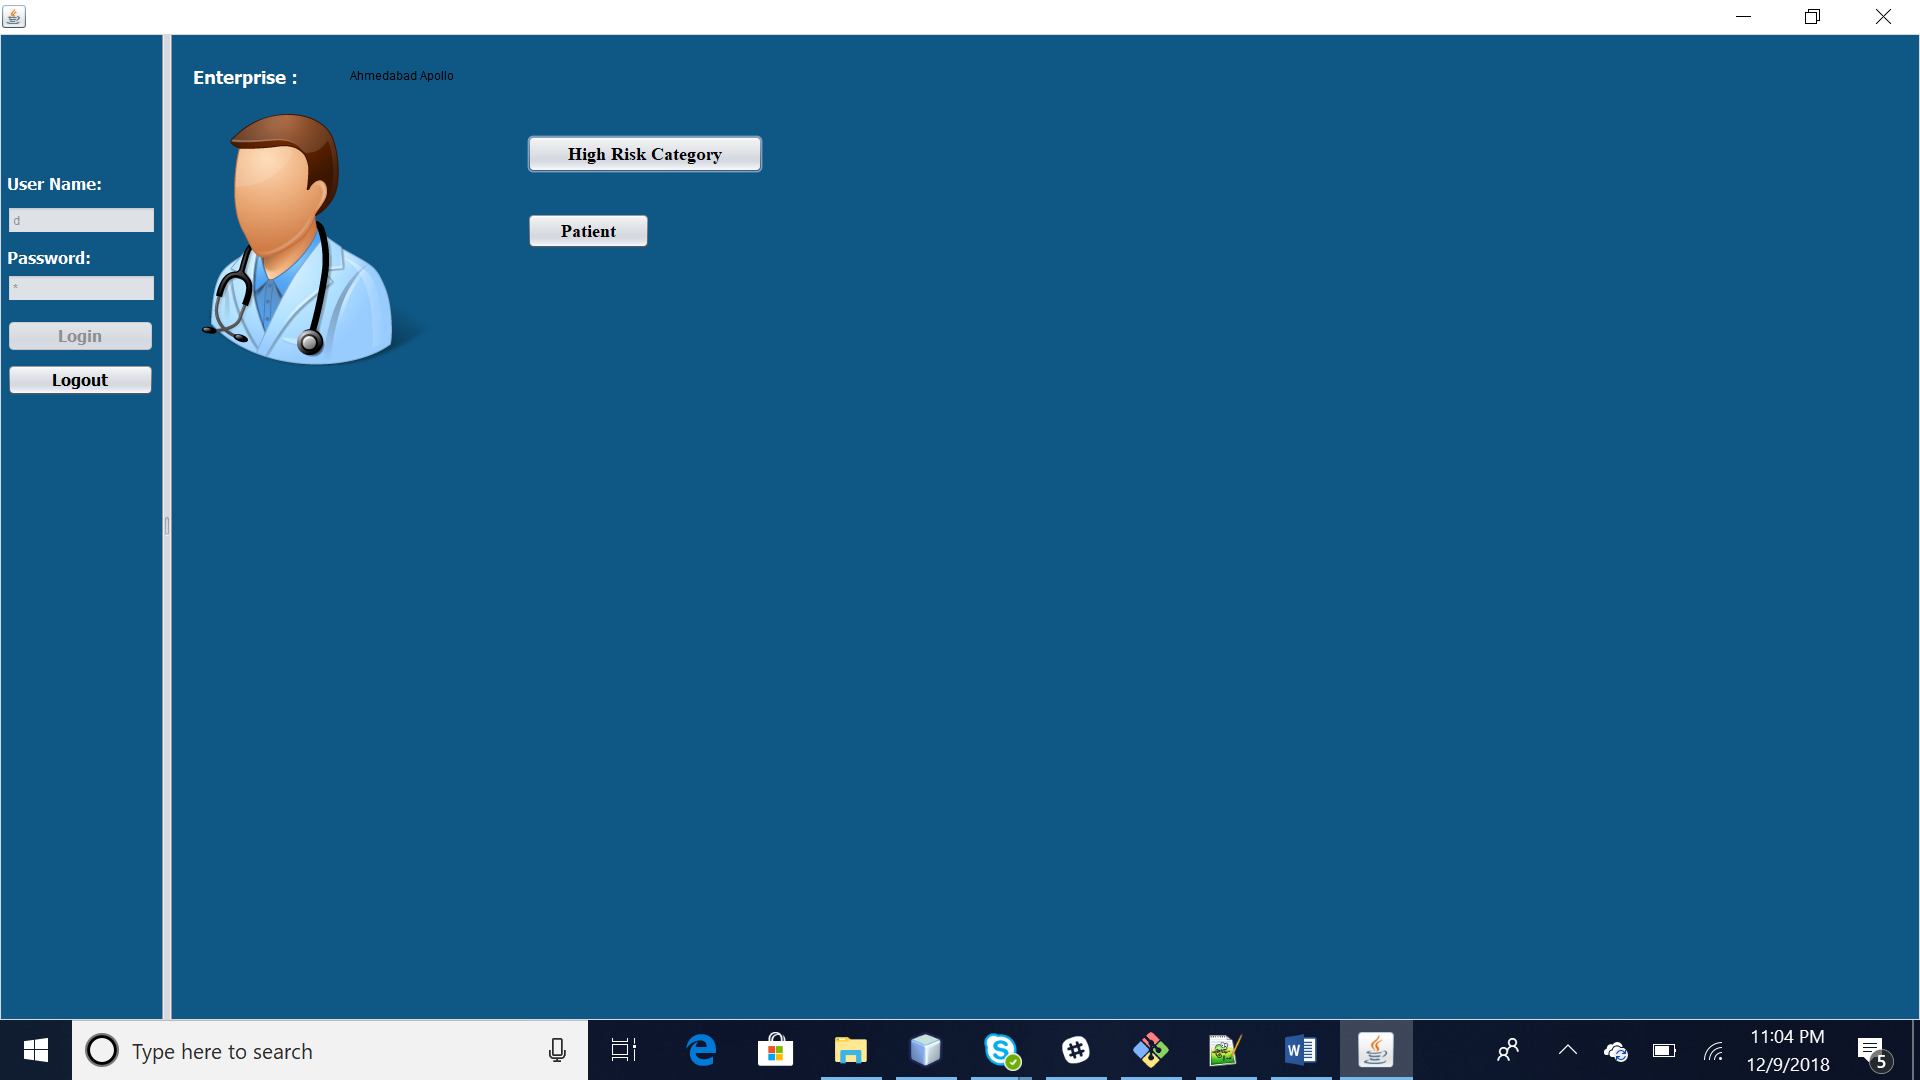 Enterprise :
Ahmedabad Apollo
High Risk Category
Patient
User Name:
d
Password:
*
Login
Logout
Type here to search
11:04 PM
12/9/2018
5